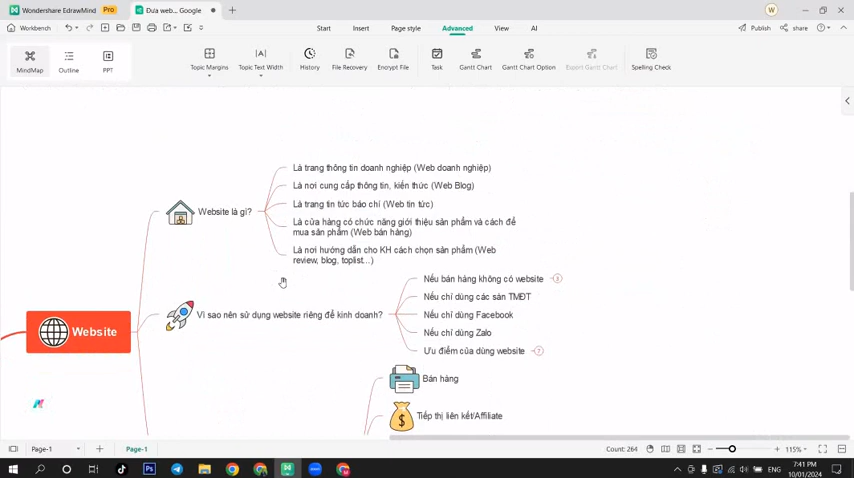 Wondershare EdrawMind
Pro
Đưa web... Google
W
Workbench
Start
Insert
Page style
Advanced
View
AI
Publish
share
MindMap
Outline
PPT
Topic Margins
Topic Text Width
History
File Recovery
Encrypt File
Task
Gantt Chart
Gantt Chart Option
Export Gantt Chart
Spelling Check
Là trang thông tin doanh nghiệp (Web doanh nghiệp)
Là nơi cung cấp thông tin, kiến thức (Web Blog)
Là trang tin tức báo chí (Web tin tức)
Website là gì?
Là cửa hàng có chức năng giới thiệu sản phẩm và cách để
mua sản phẩm (Web bán hàng)
Là nơi hướng dẫn cho KH cách chọn sản phẩm (Web
review, blog, toplist...)
Nếu bán hàng không có website
3
Nếu chỉ dùng các sàn TMĐT
Vì sao nên sử dụng website riêng để kinh doanh?
Nếu chỉ dùng Facebook
Website
Nếu chỉ dùng Zalo
Ưu điểm của dùng website
7
Bán hàng
Tiếp thị liên kết/Affiliate
Page-1
Page-1
Count: 264
115%
ENG
7:41 PM
10/01/2024